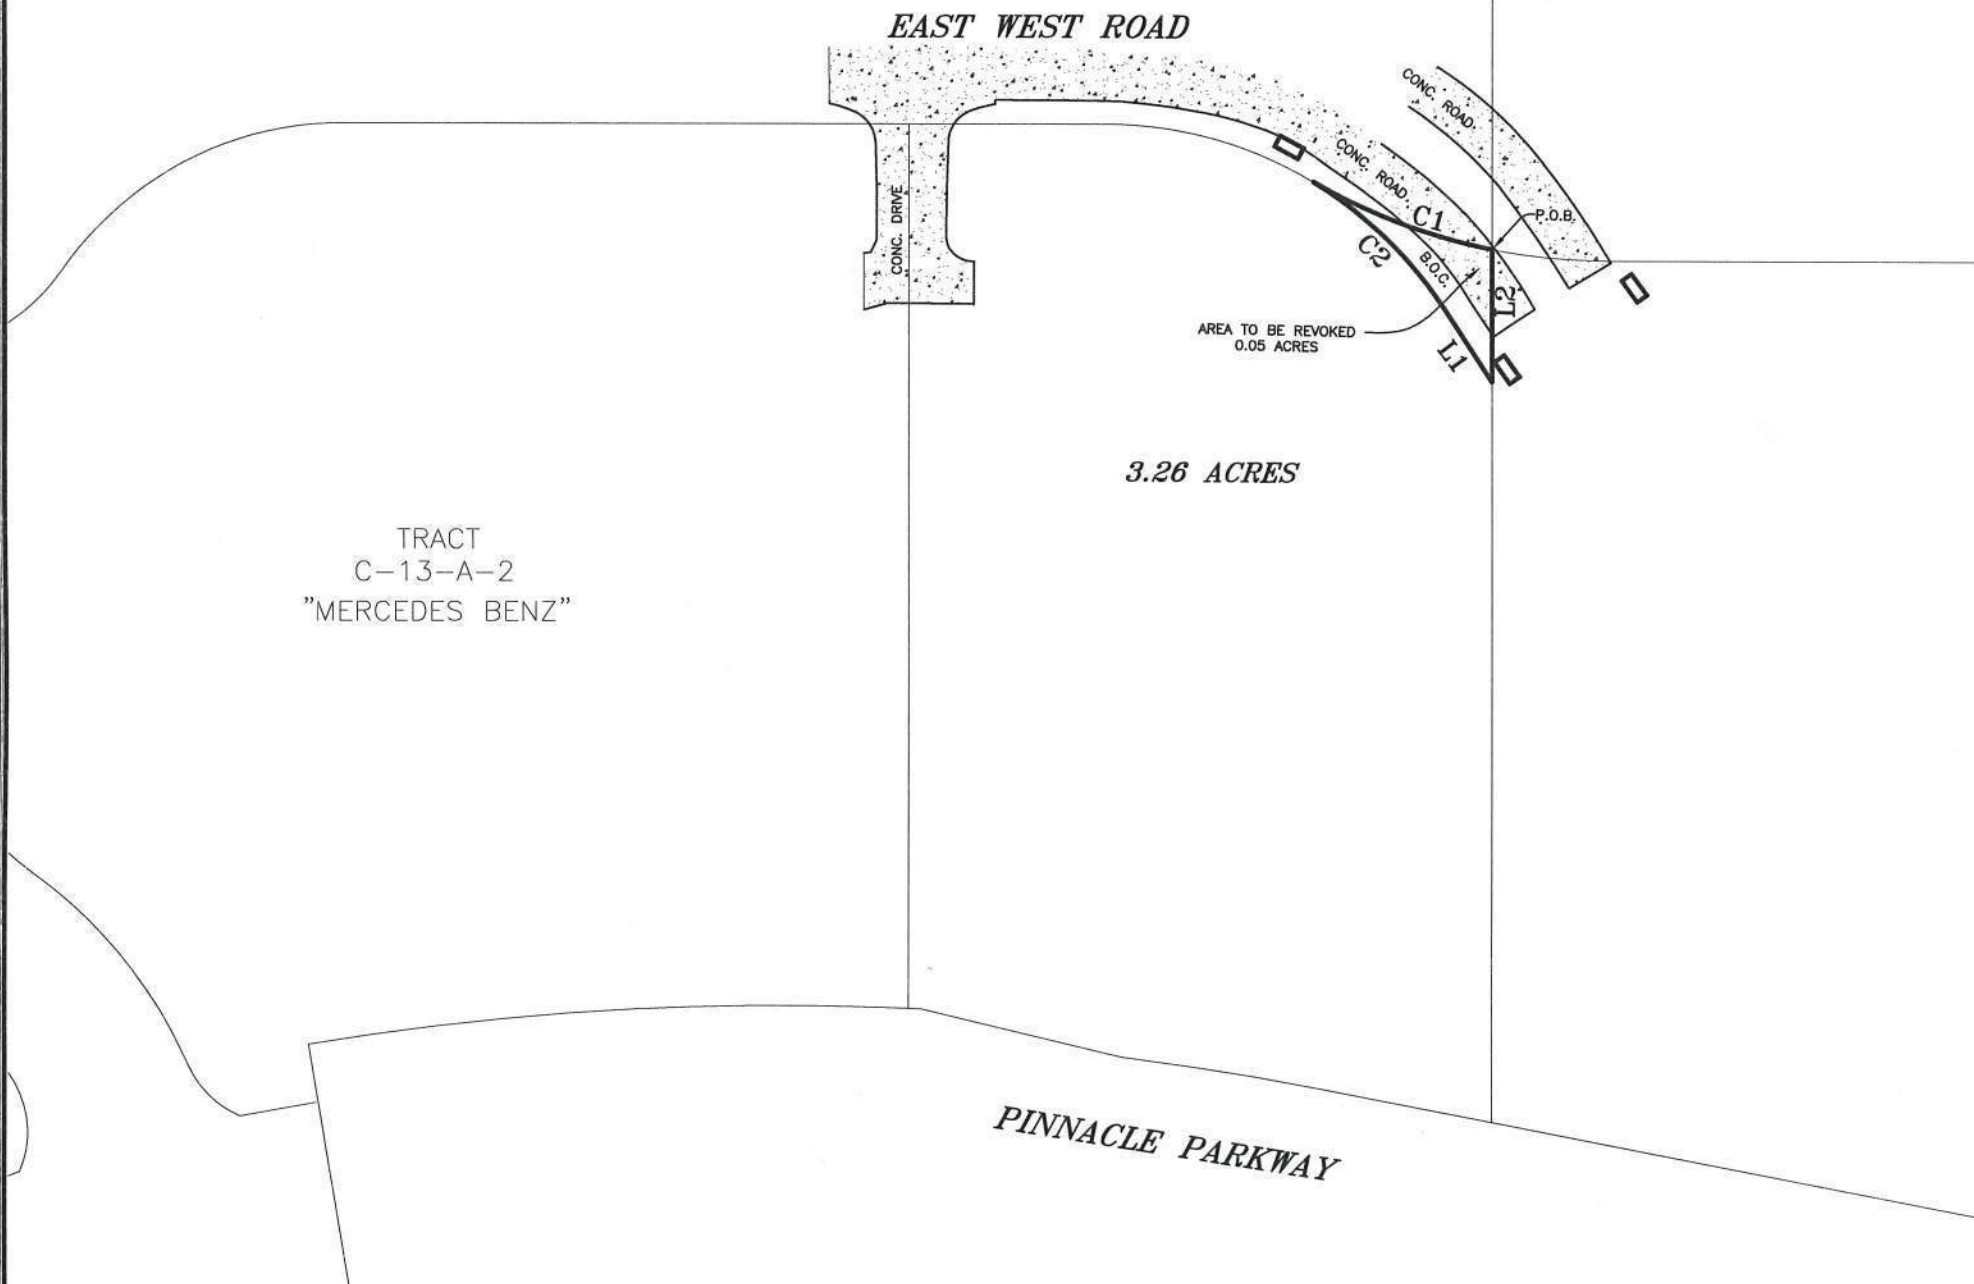 EAST WEST ROAD
CONC. ROAD.
CONC. ROAD.
CONC. DRIVE
C1
P.O.B.
C2
B.O.C.
L2
AREA TO BE REVOKED
0.05 ACRES
L1
3.26 ACRES
TRACT
C-13-A-2
"MERCEDES BENZ"
PINNACLE PARKWAY